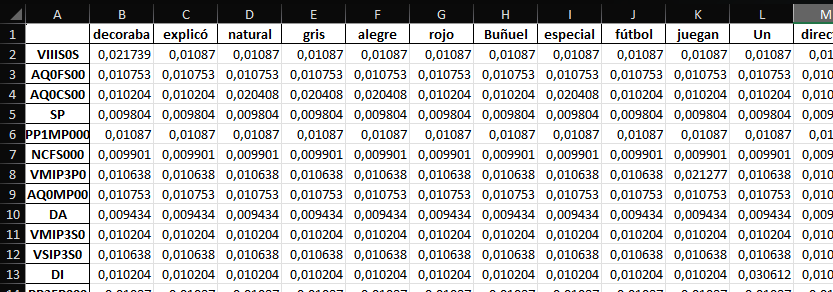 A B C D E F G H I J K L M
1 decoraba explicó natural gris alegre rojo Buñuel especial fútbol juegan Un direc
2 VIIIS0S 0,021739 0,01087 0,01087 0,01087 0,01087 0,01087 0,01087 0,01087 0,01087 0,01087 0,01087 0,01
3 AQ0FS00 0,010753 0,010753 0,010753 0,010753 0,010753 0,010753 0,010753 0,010753 0,010753 0,010753 0,010753 0,010
4 AQ0CS00 0,010204 0,010204 0,020408 0,020408 0,020408 0,010204 0,010204 0,020408 0,010204 0,010204 0,010204 0,010
5 SP 0,009804 0,009804 0,009804 0,009804 0,009804 0,009804 0,009804 0,009804 0,009804 0,009804 0,009804 0,009
6 PP1MP000 0,01087 0,01087 0,01087 0,01087 0,01087 0,01087 0,01087 0,01087 0,01087 0,01087 0,01087 0,01
7 NCFS000 0,009901 0,009901 0,009901 0,009901 0,009901 0,009901 0,009901 0,009901 0,009901 0,009901 0,009901 0,009
8 VMIP3P0 0,010638 0,010638 0,010638 0,010638 0,010638 0,010638 0,010638 0,010638 0,010638 0,021277 0,010638 0,010
9 AQ0MP00 0,010753 0,010753 0,010753 0,010753 0,010753 0,010753 0,010753 0,010753 0,010753 0,010753 0,010753 0,010
10 DA 0,009434 0,009434 0,009434 0,009434 0,009434 0,009434 0,009434 0,009434 0,009434 0,009434 0,009434 0,009
11 VMIP3S0 0,010204 0,010204 0,010204 0,010204 0,010204 0,010204 0,010204 0,010204 0,010204 0,010204 0,010204 0,010
12 VSIP3S0 0,010638 0,010638 0,010638 0,010638 0,010638 0,010638 0,010638 0,010638 0,010638 0,010638 0,010638 0,010
13 DI 0,010204 0,010204 0,010204 0,010204 0,010204 0,010204 0,010204 0,010204 0,010204 0,010204 0,030612 0,010